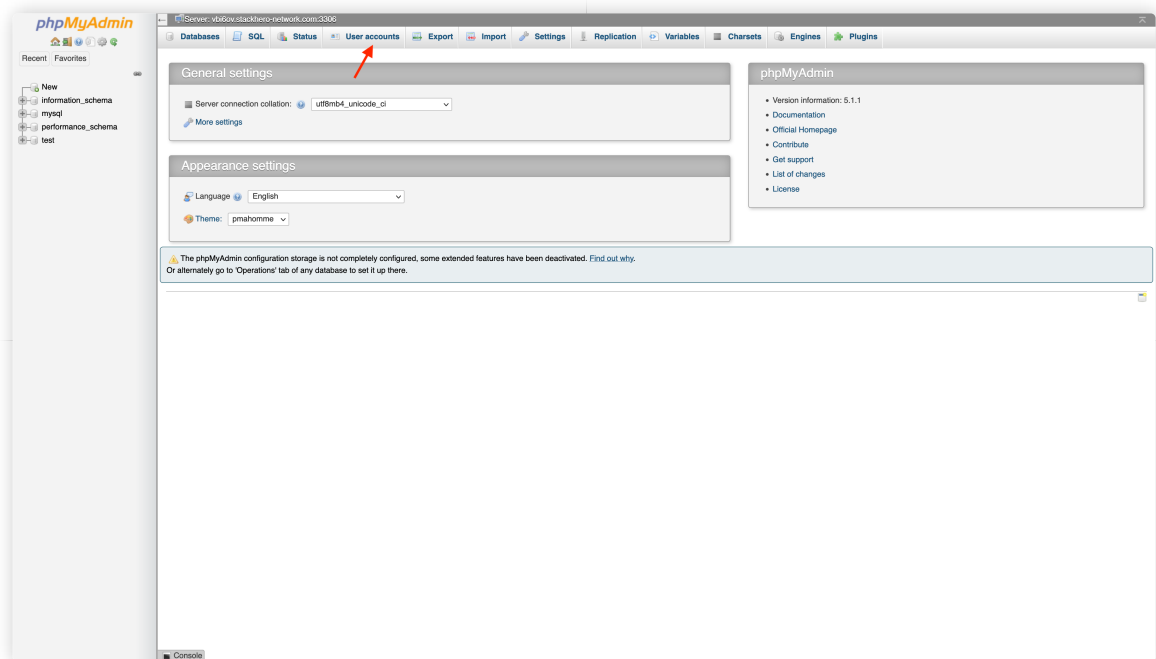 phpMyAdmin
Recent Favorites
New
information_schema
mysql
performance_schema
test
Server: vbi6ov.stackhero-network.com:3306
Databases SQL Status User accounts Export Import Settings Replication Variables Charsets Engines Plugins
General settings
Server connection collation: utf8mb4_unicode_ci
More settings
Appearance settings
Language English
Theme: pmahomme
phpMyAdmin
Version information: 5.1.1
Documentation
Official Homepage
Contribute
Get support
List of changes
License
The phpMyAdmin configuration storage is not completely configured, some extended features have been deactivated. Find out why.
Or alternately go to 'Operations' tab of any database to set it up there.
Console